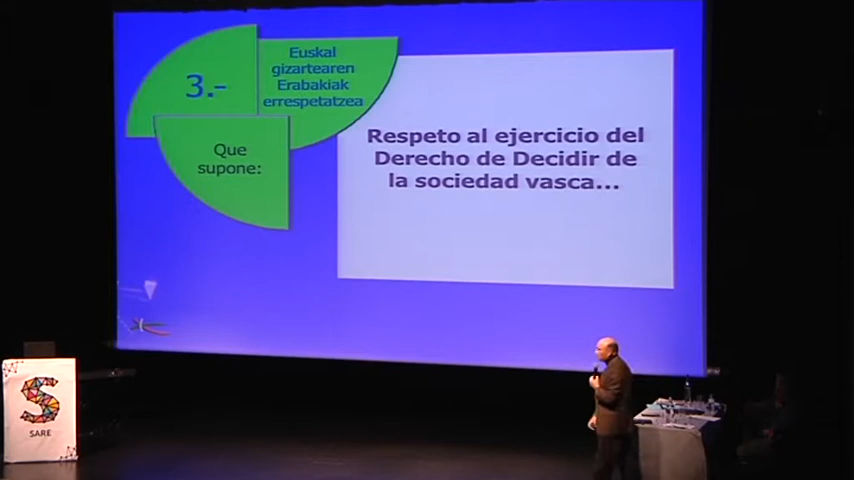 3.-
Euskal
gizartearen
Erabakiak
errespetatzea
Que
supone:
Respeto al ejercicio del
Derecho de Decidir de
la sociedad vasca...
S
SARE